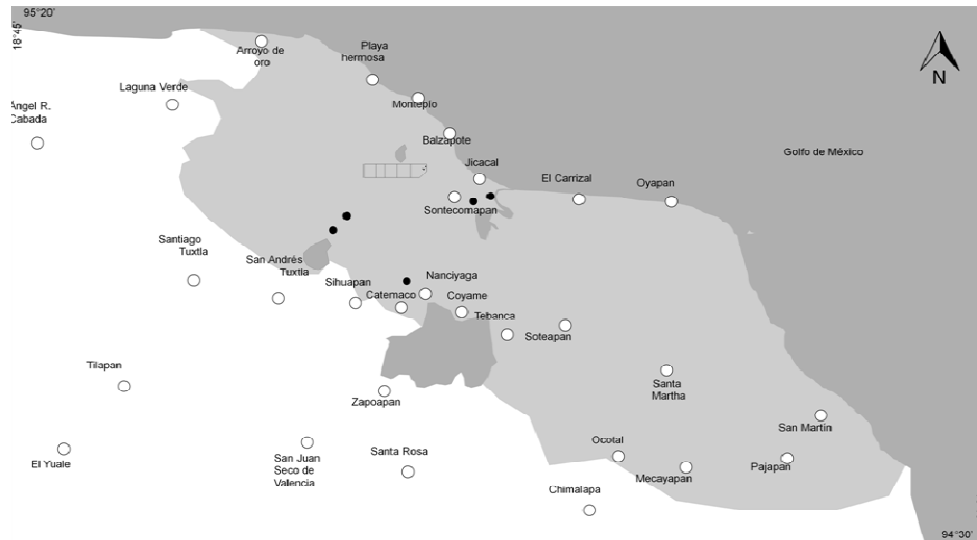 95°20'
18°45'
N
Arroyo de
oro
Playa
hermosa
Laguna Verde
Montepío
Angel R.
Cabada
Balzapote
Golfo de México
Jicacal
El Carrizal
Oyapan
Sontecomapan
Santiago
Tuxtla
San Andrés
Tuxtla
Sihuapan
Nanciyaga
Catemaco
Coyame
Tebanca
Soteapan
Tilapan
Santa
Martha
Zapoapan
San Martín
Ocotal
El Yuale
San Juan
Seco de
Valencia
Santa Rosa
Mecayapan
Pajapan
Chimalapa
94°30'